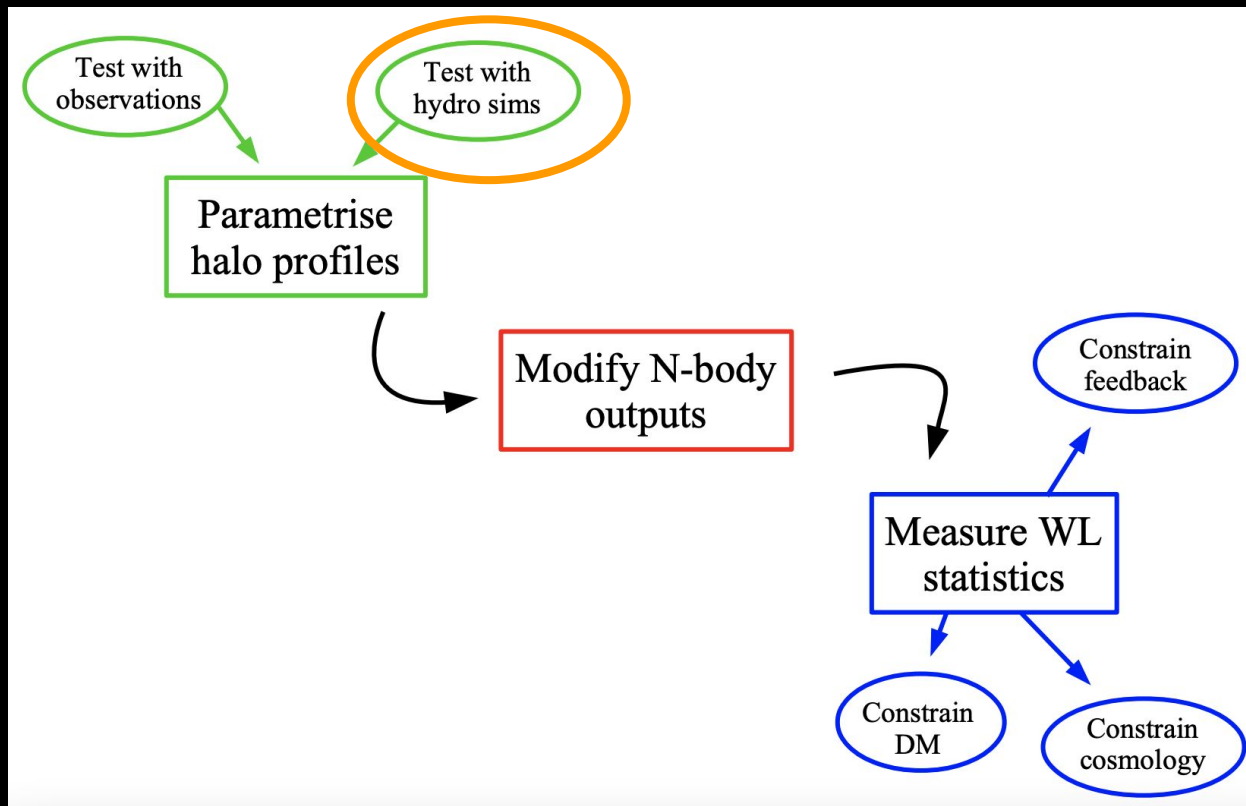 Test with
observations
Test with
hydro sims
Parametrise
halo profiles
Modify N-body
outputs
Constrain
feedback
Measure WL
statistics
Constrain
DM
Constrain
cosmology